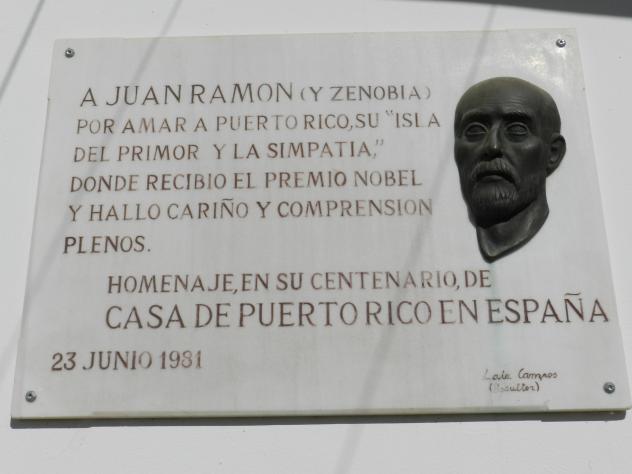 A JUAN RAMON (Y ZENOBIA)
POR AMAR A PUERTO RICO, SU "ISLA
DEL PRIMOR Y LA SIMPATIA,"
DONDE RECIBIO EL PREMIO NOBEL
Y HALLO CARIÑO Y COMPRENSION
PLENOS.
HOMENAJE, EN SU CENTENARIO, DE
CASA DE PUERTO RICO EN ESPAÑA
23 JUNIO 1981
Campos